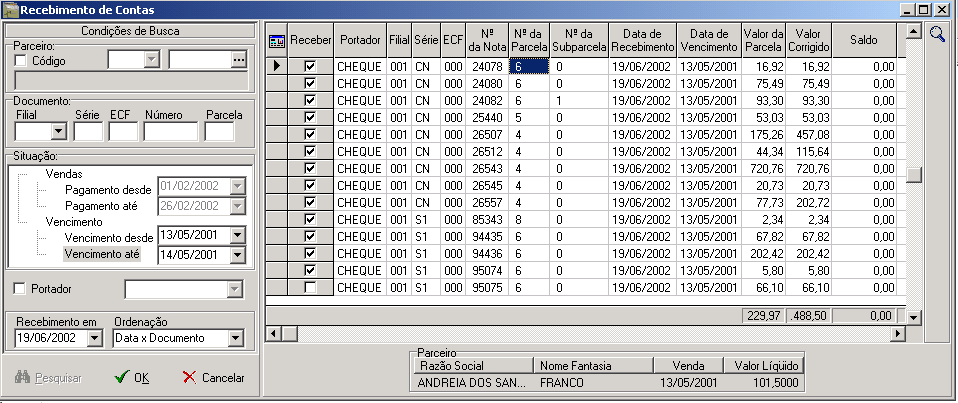 Recebimento de Contas
Condições de Busca
Parceiro:
Código
...
Documento:
Filial Série ECF Número Parcela
Situação:
Vendas
Pagamento desde 01/02/2002
Pagamento até 26/02/2002
Vencimento
Vencimento desde 13/05/2001
Vencimento até 14/05/2001
Portador
Recebimento em Ordenação
19/06/2002 Data x Documento
Pesquisar OK Cancelar
Receber Portador Filial Série ECF Nº da Nota Nº da Parcela Nº da Subparcela Data de Recebimento Data de Vencimento Valor da Parcela Valor Corrigido Saldo
CHEQUE 001 CN 000 24078 6 0 19/06/2002 13/05/2001 16,92 16,92 0,00
CHEQUE 001 CN 000 24080 6 0 19/06/2002 13/05/2001 75,49 75,49 0,00
CHEQUE 001 CN 000 24082 6 1 19/06/2002 13/05/2001 93,30 93,30 0,00
CHEQUE 001 CN 000 25440 5 0 19/06/2002 13/05/2001 53,03 53,03 0,00
CHEQUE 001 CN 000 26507 4 0 19/06/2002 13/05/2001 175,26 457,08 0,00
CHEQUE 001 CN 000 26512 4 0 19/06/2002 13/05/2001 44,34 115,64 0,00
CHEQUE 001 CN 000 26543 4 0 19/06/2002 13/05/2001 720,76 720,76 0,00
CHEQUE 001 CN 000 26545 4 0 19/06/2002 13/05/2001 20,73 20,73 0,00
CHEQUE 001 CN 000 26557 4 0 19/06/2002 13/05/2001 77,73 202,72 0,00
CHEQUE 001 S1 000 85343 8 0 19/06/2002 13/05/2001 2,34 2,34 0,00
CHEQUE 001 S1 000 94435 6 0 19/06/2002 13/05/2001 67,82 67,82 0,00
CHEQUE 001 S1 000 94436 6 0 19/06/2002 13/05/2001 202,42 202,42 0,00
CHEQUE 001 S1 000 95074 6 0 19/06/2002 13/05/2001 5,80 5,80 0,00
CHEQUE 001 S1 000 95075 6 0 19/06/2002 13/05/2001 66,10 66,10 0,00
229,97 .488,50 0,00
Parceiro
Razão Social Nome Fantasia Venda Valor Líqüido
ANDREIA DOS SAN... FRANCO 13/05/2001 101,5000